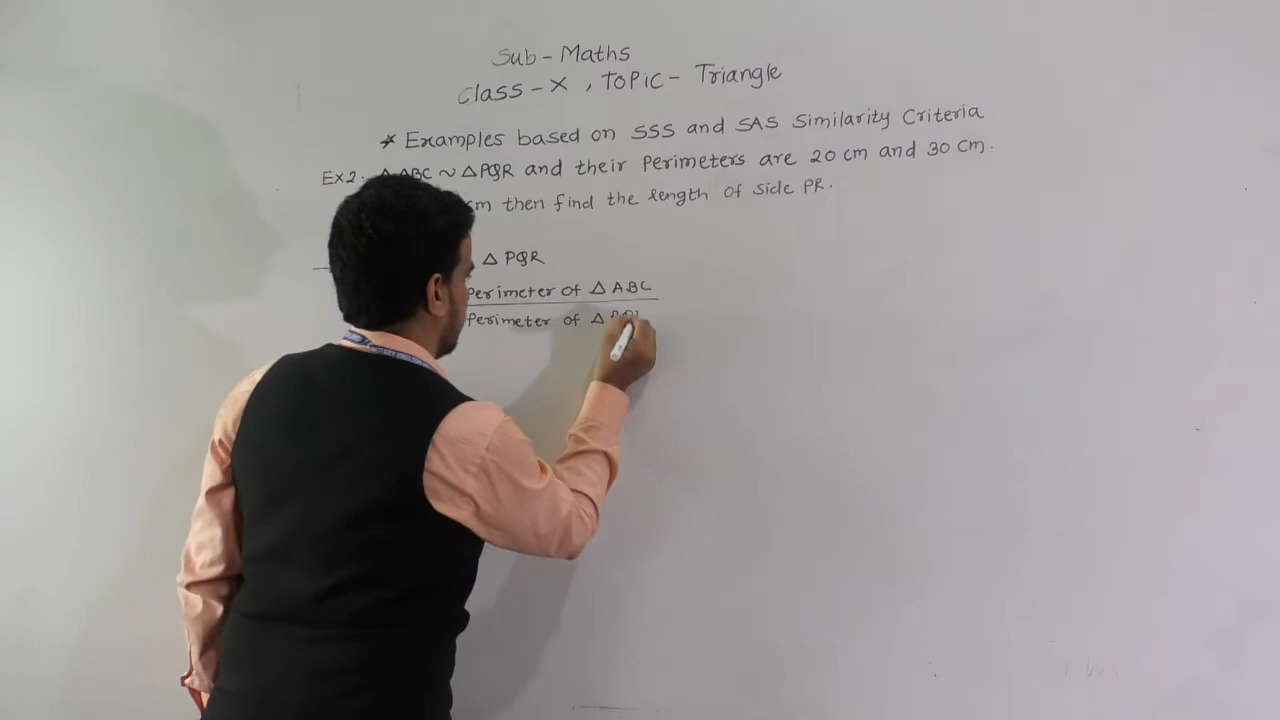 Sub - Maths
Class - X , TOPIC - Triangle
* Examples based on SSS and SAS Similarity Criteria
EX2. △ABC ~ △PQR and their Perimeters are 20 cm and 30 cm.
cm then find the length of side PR.
△ PQR
Perimeter of △ ABC
Perimeter of △